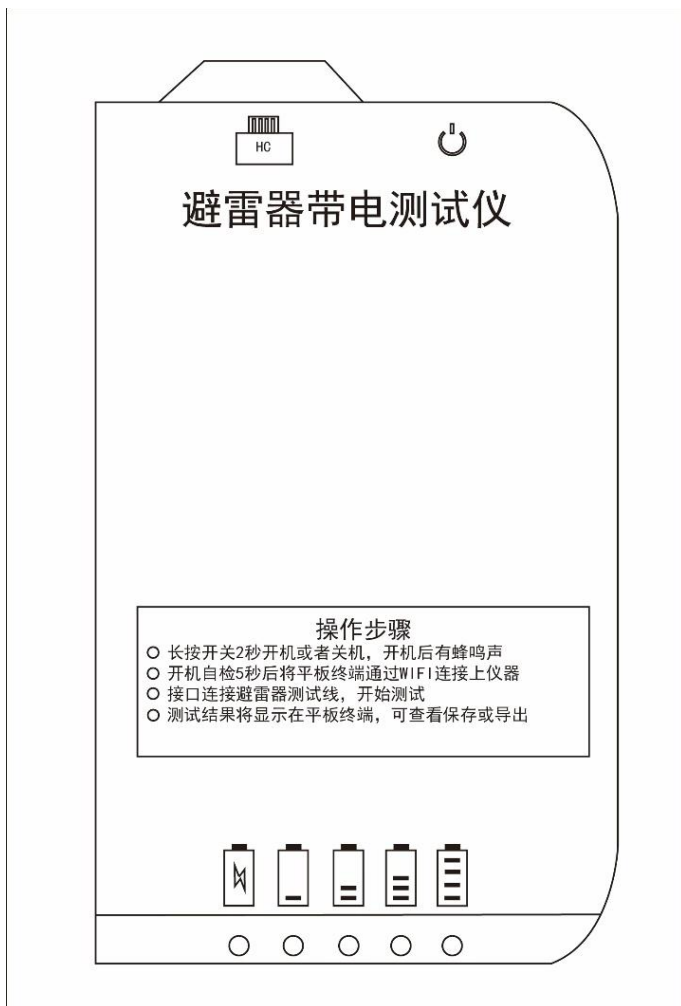 HC
避雷器带电测试仪
操作步骤
长按开关2秒开机或者关机，开机后有蜂鸣声
开机自检5秒后将平板终端通过WIFI连接上仪器
接口连接避雷器测试线，开始测试
测试结果将显示在平板终端，可查看保存或导出